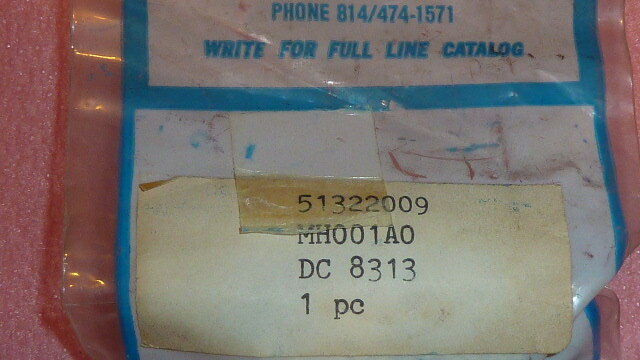 PHONE 814/474-1571
WRITE FOR FULL LINE CATALOG
51322009
MH001A0
DC 8313
1 pc